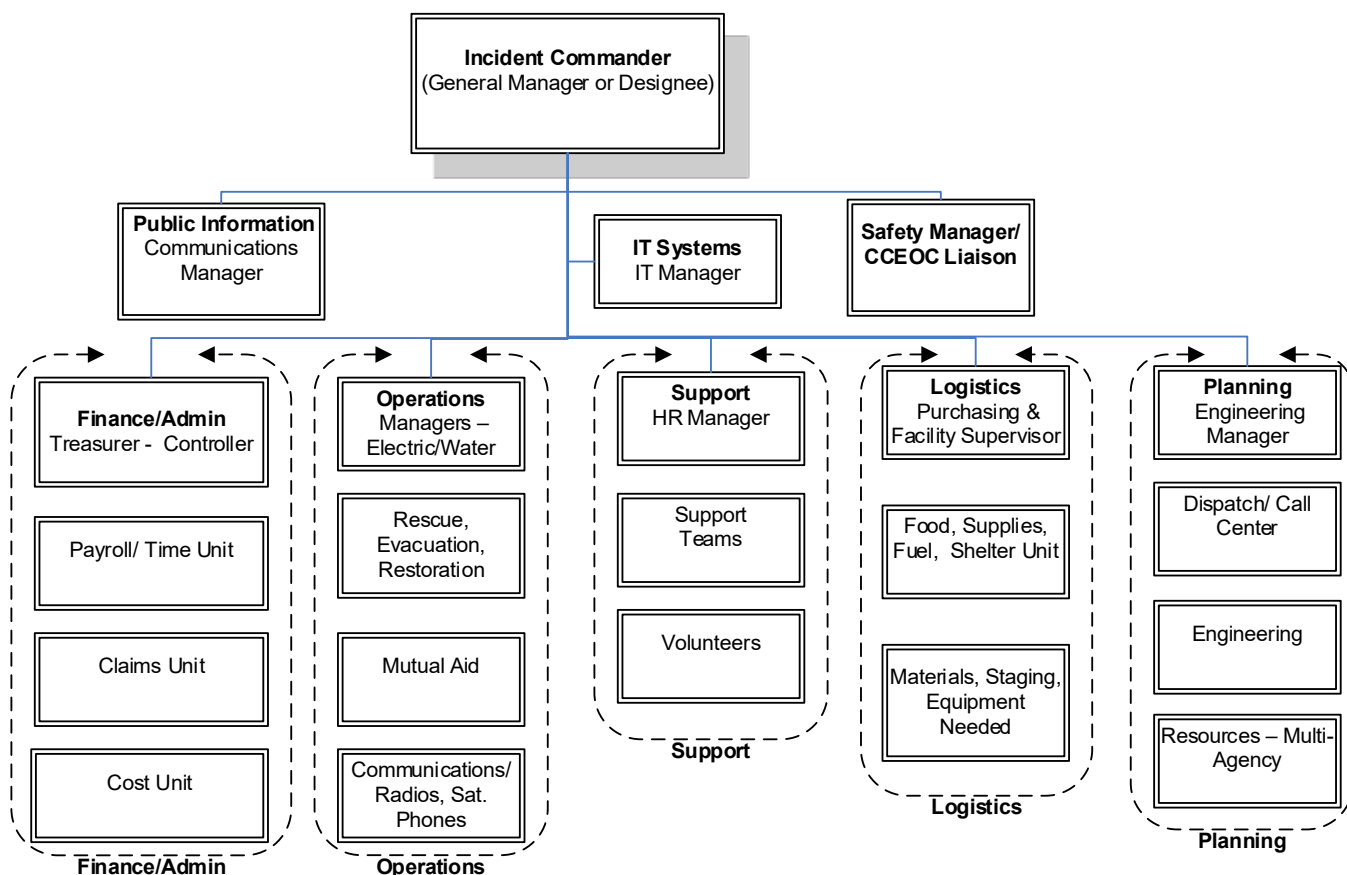 Incident Commander
(General Manager or Designee)
Public Information
Communications
Manager
IT Systems
IT Manager
Safety Manager/
CCEOC Liaison
Finance/Admin
Treasurer - Controller
Operations
Managers –
Electric/Water
Support
HR Manager
Logistics
Purchasing &
Facility Supervisor
Planning
Engineering
Manager
Payroll/ Time Unit
Rescue,
Evacuation,
Restoration
Support
Teams
Food, Supplies,
Fuel, Shelter Unit
Dispatch/ Call
Center
Claims Unit
Mutual Aid
Volunteers
Materials, Staging,
Equipment
Needed
Engineering
Cost Unit
Communications/
Radios, Sat.
Phones
Resources – Multi-
Agency
Finance/Admin
Operations
Support
Logistics
Planning